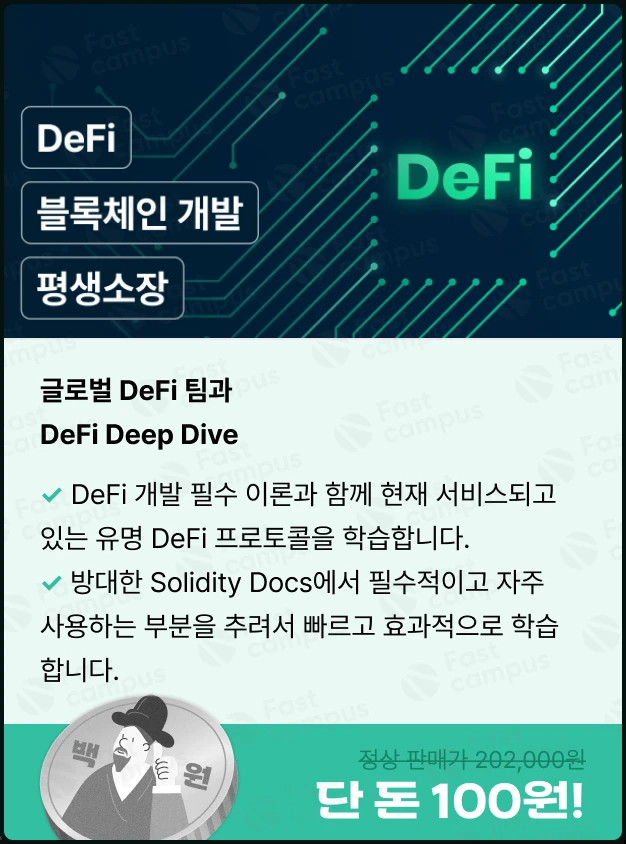 DeFi
블록체인 개발
평생소장
DeFi
글로벌 DeFi 팀과
DeFi Deep Dive
✓ DeFi 개발 필수 이론과 함께 현재 서비스되고
있는 유명 DeFi 프로토콜을 학습합니다.
✓ 방대한 Solidity Docs에서 필수적이고 자주
사용하는 부분을 추려서 빠르고 효과적으로 학습
합니다.
백
원
정상 판매가 202,000원
단 돈 100원!
Fast campus